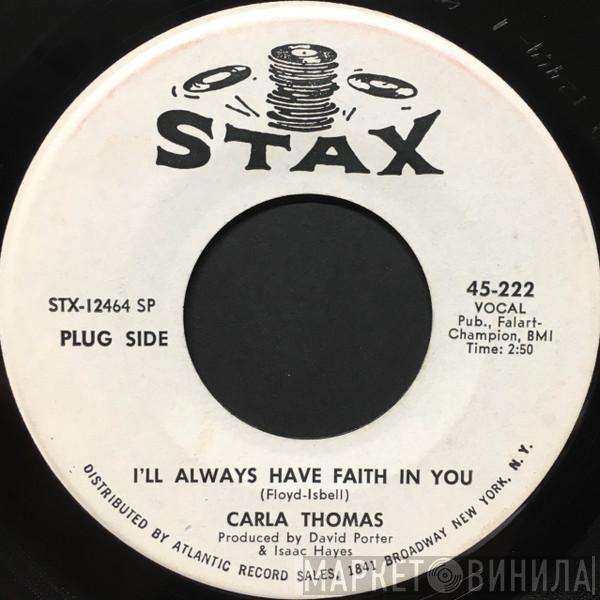 STAX
STX-12464 SP
PLUG SIDE
45-222
VOCAL
Pub., Falart-
Champion, BMI
Time: 2:50
I'LL ALWAYS HAVE FAITH IN YOU
(Floyd-Isbell)
CARLA THOMAS
Produced by David Porter
& Isaac Hayes
DISTRIBUTED BY ATLANTIC RECORD SALES, 1841 BROADWAY NEW YORK, N. Y.
МАРКЕТ ВИНИЛА